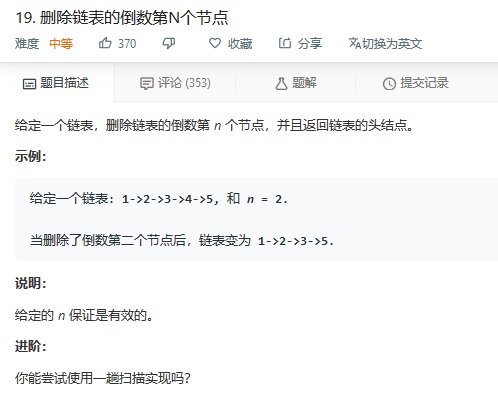 19. 删除链表的倒数第N个节点
难度 中等 370 收藏 分享 切换为英文
题目描述 评论 (353) 题解 提交记录
给定一个链表，删除链表的倒数第 n 个节点，并且返回链表的头结点。
示例：
给定一个链表: 1->2->3->4->5, 和 n = 2.
当删除了倒数第二个节点后，链表变为 1->2->3->5.
说明：
给定的 n 保证是有效的。
进阶：
你能尝试使用一趟扫描实现吗？